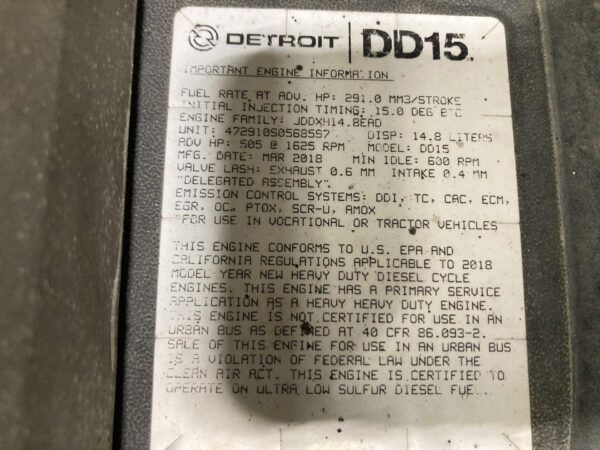 DETROIT DD15
IMPORTANT ENGINE INFORMATION
FUEL RATE AT ADV. HP: 291.0 MM3/STROKE
INITIAL INJECTION TIMING: 15.0 DEG BTC
ENGINE FAMILY: JDDXH14.8EAD
UNIT: 472910S0568557 DISP: 14.8 LITERS
ADV HP: 505 @ 1625 RPM MODEL: DD15
MFG. DATE: MAR 2018 MIN IDLE: 600 RPM
VALVE LASH: EXHAUST 0.6 MM INTAKE 0.4 MM
"DELEGATED ASSEMBLY".
EMISSION CONTROL SYSTEMS: DDI, TC, CAC, ECM,
EGR, OC, PTOX, SCR-U, AMOX
"FOR USE IN VOCATIONAL OR TRACTOR VEHICLES"
THIS ENGINE CONFORMS TO U.S. EPA AND
CALIFORNIA REGULATIONS APPLICABLE TO 2018
MODEL YEAR NEW HEAVY DUTY DIESEL CYCLE
ENGINES. THIS ENGINE HAS A PRIMARY SERVICE
APPLICATION AS A HEAVY HEAVY DUTY ENGINE.
THIS ENGINE IS NOT CERTIFIED FOR USE IN AN
URBAN BUS AS DEFINED AT 40 CFR 86.093-2.
SALE OF THIS ENGINE FOR USE IN AN URBAN BUS
IS A VIOLATION OF FEDERAL LAW UNDER THE
CLEAN AIR ACT. THIS ENGINE IS CERTIFIED TO
OPERATE ON ULTRA LOW SULFUR DIESEL FUEL.